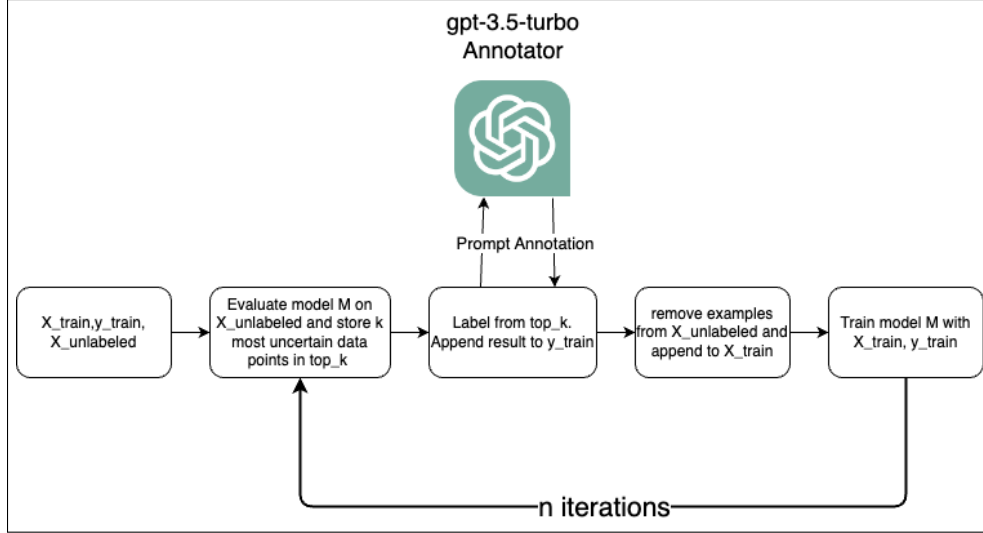 gpt-3.5-turbo
Annotator
Prompt Annotation
X_train,y_train,
X_unlabeled
Evaluate model M on
X_unlabeled and store k
most uncertain data
points in top_k
Label from top_k.
Append result to y_train
remove examples
from X_unlabeled and
append to X_train
Train model M with
X_train, y_train
n iterations